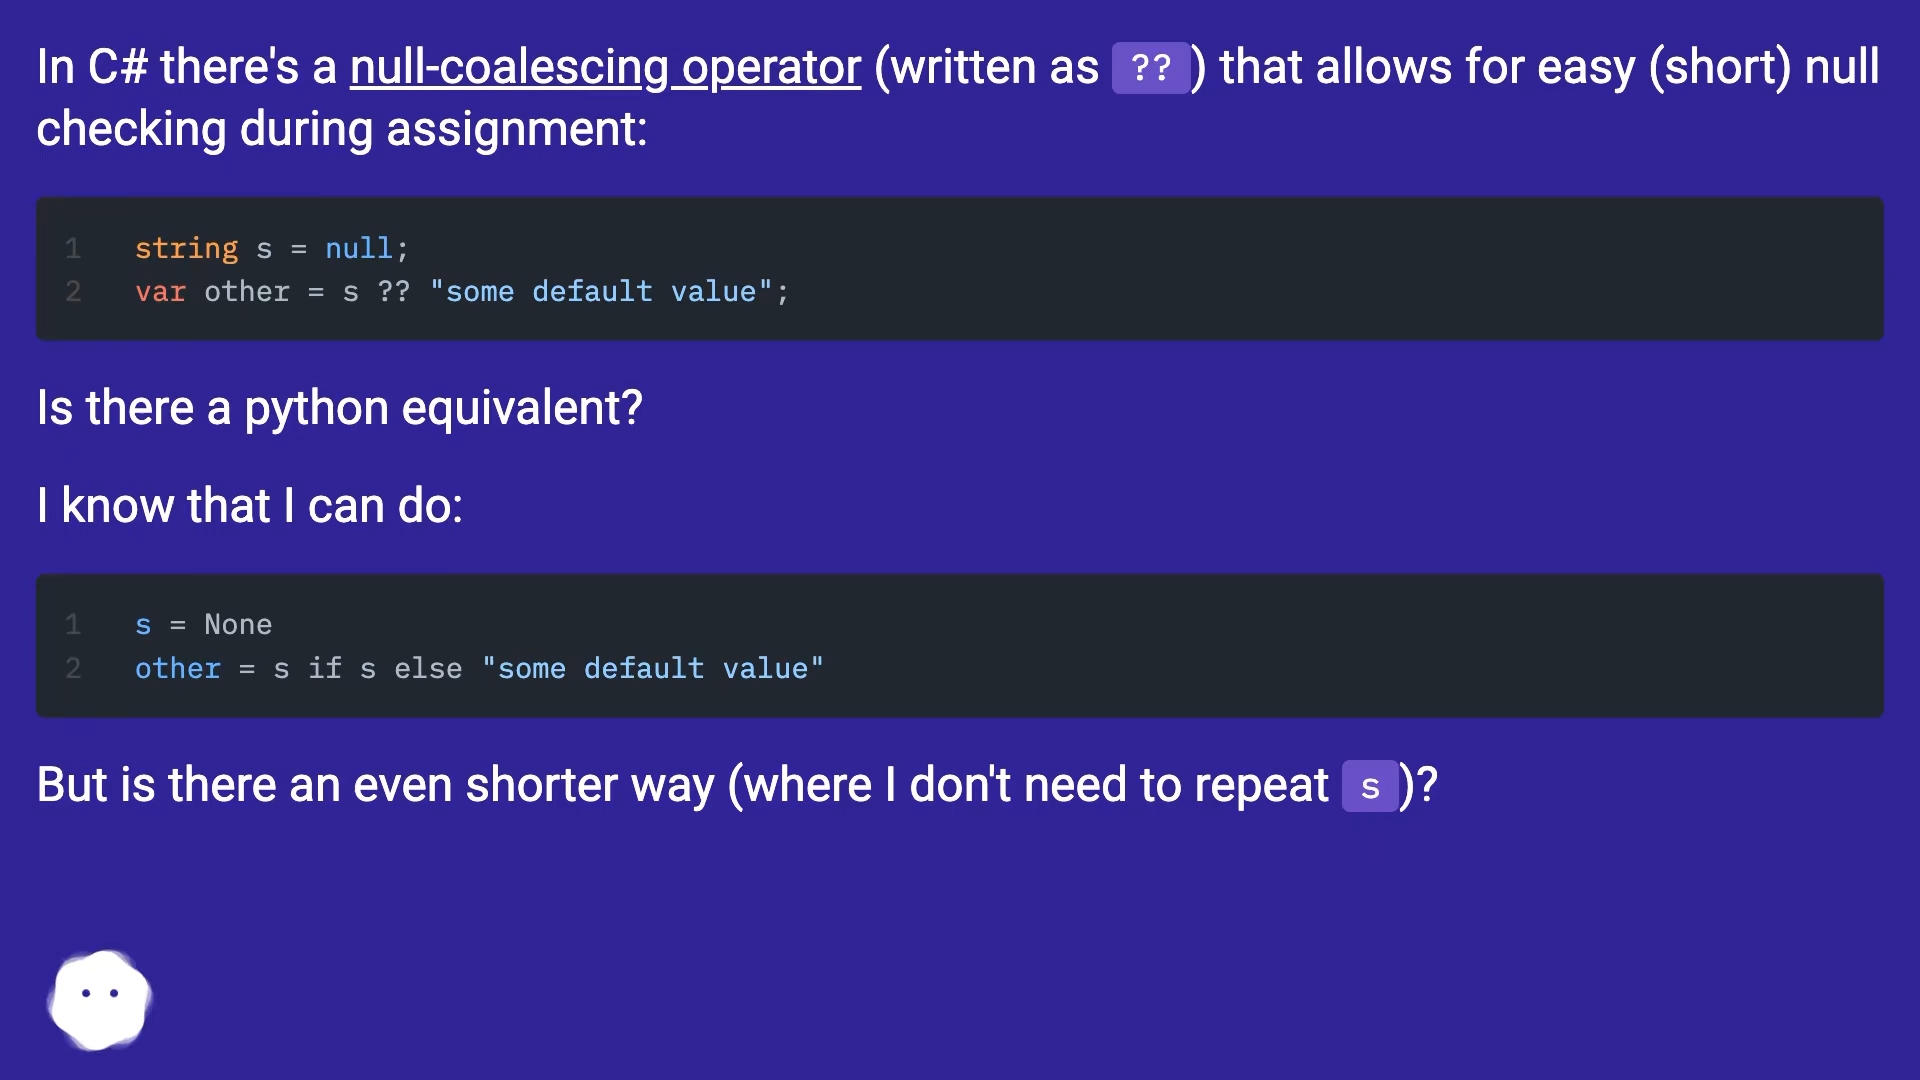 In C# there's a null-coalescing operator (written as ??) that allows for easy (short) null
checking during assignment:
1 string s = null;
2 var other = s ?? "some default value";
Is there a python equivalent?
I know that I can do:
1 s = None
2 other = s if s else "some default value"
But is there an even shorter way (where I don't need to repeat s)?